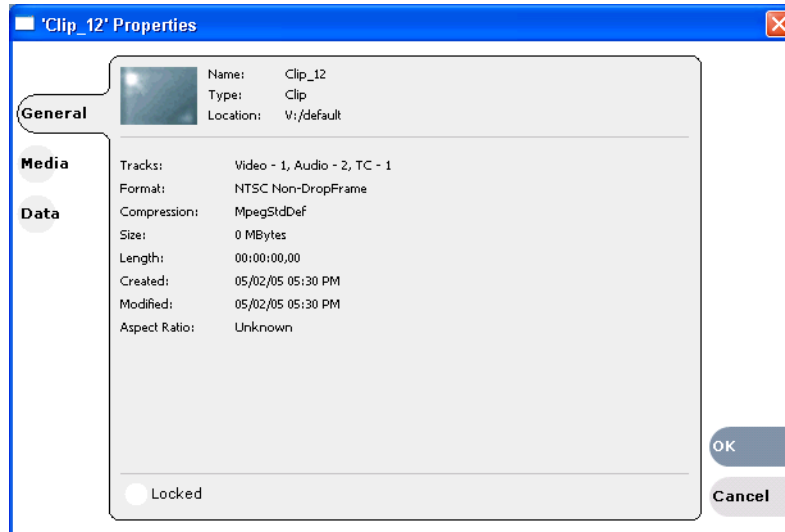 'Clip_12' Properties
General
Media
Data
Name: Clip_12
Type: Clip
Location: V:/default
Tracks: Video - 1, Audio - 2, TC - 1
Format: NTSC Non-DropFrame
Compression: MpegStdDef
Size: 0 MBytes
Length: 00:00:00,00
Created: 05/02/05 05:30 PM
Modified: 05/02/05 05:30 PM
Aspect Ratio: Unknown
Locked
OK
Cancel